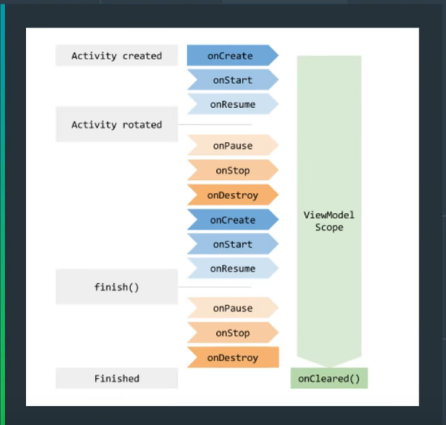 Activity created
onCreate
onStart
onResume
Activity rotated
onPause
onStop
onDestroy
onCreate
ViewModel
Scope
onStart
onResume
finish()
onPause
onStop
onDestroy
Finished
onCleared()